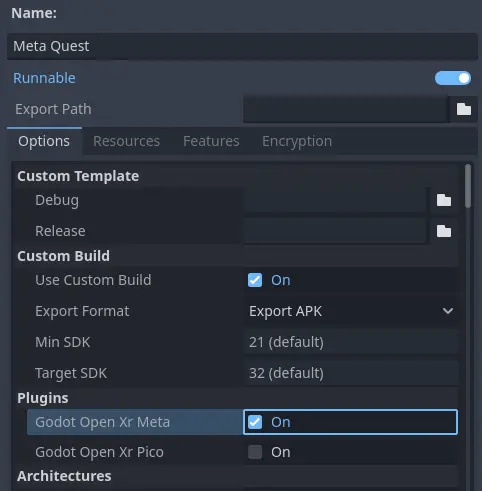 Name:
Meta Quest
Runnable
Export Path
Options Resources Features Encryption
Custom Template
Debug
Release
Custom Build
Use Custom Build On
Export Format Export APK
Min SDK 21 (default)
Target SDK 32 (default)
Plugins
Godot Open Xr Meta On
Godot Open Xr Pico On
Architectures